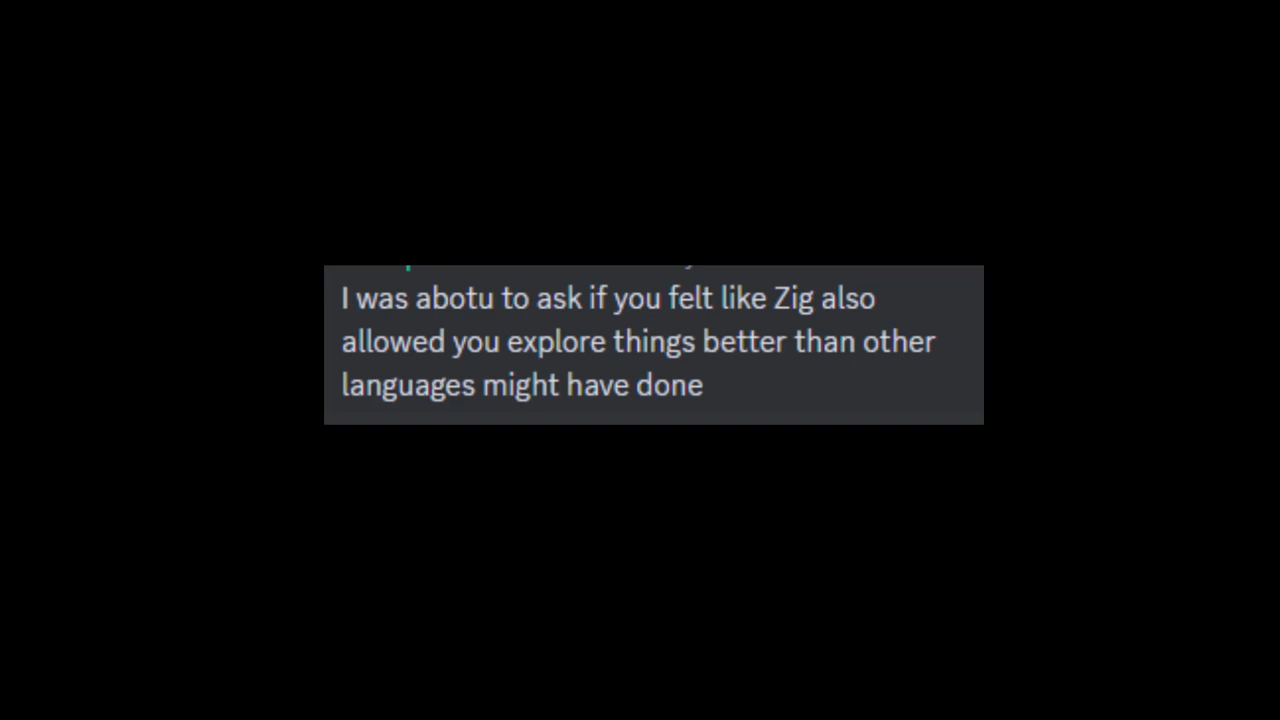 I was abotu to ask if you felt like Zig also
allowed you explore things better than other
languages might have done